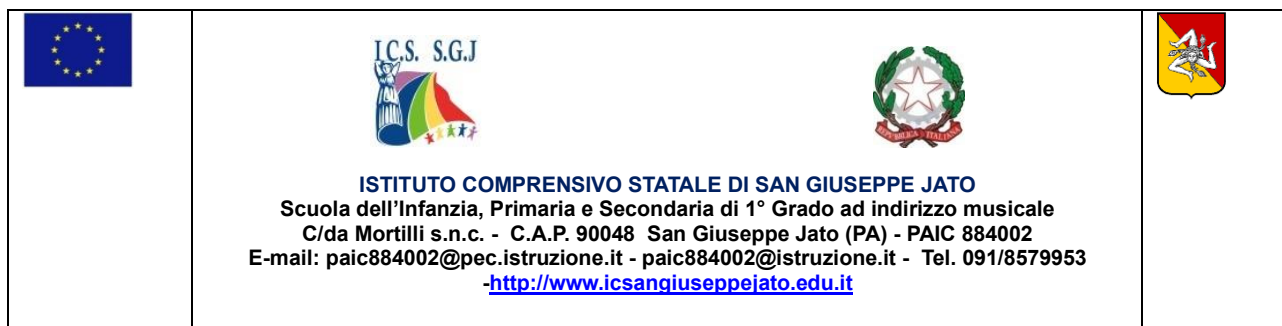 I.C.S. S.G.J
REPVBBLICA ITALIANA
ISTITUTO COMPRENSIVO STATALE DI SAN GIUSEPPE JATO
Scuola dell'Infanzia, Primaria e Secondaria di 1° Grado ad indirizzo musicale
C/da Mortilli s.n.c. - C.A.P. 90048 San Giuseppe Jato (PA) - PAIC 884002
E-mail: paic884002@pec.istruzione.it - paic884002@istruzione.it - Tel. 091/8579953
-http://www.icsangiuseppejato.edu.it